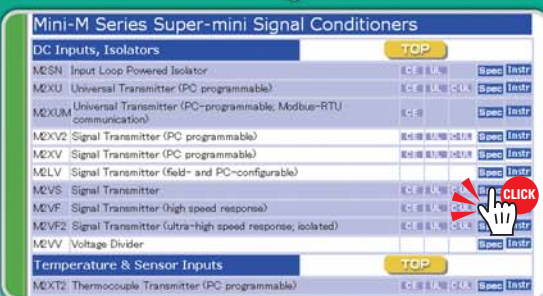 Mini-M Series Super-mini Signal Conditioners
DC Inputs, Isolators TOP
M2SN Input Loop Powered Isolator CE UL Spec Instr
M2XU Universal Transmitter (PC programmable) CE UL C-UL Spec Instr
M2XUM Universal Transmitter (PC-programmable; Modbus-RTU communication) CE Spec Instr
M2XV2 Signal Transmitter (PC programmable) CE UL C-UL Spec Instr
M2XV Signal Transmitter (PC programmable) CE UL C-UL Spec Instr
M2LV Signal Transmitter (field- and PC-configurable) Spec Instr
M2VS Signal Transmitter CE UL CLICK
M2VF Signal Transmitter (high speed response) CE UL
M2VF2 Signal Transmitter (ultra-high speed response; isolated) CE UL Instr
M2VV Voltage Divider Spec Instr
Temperature & Sensor Inputs TOP
M2XT2 Thermocouple Transmitter (PC programmable) CE UL C-UL Spec Instr